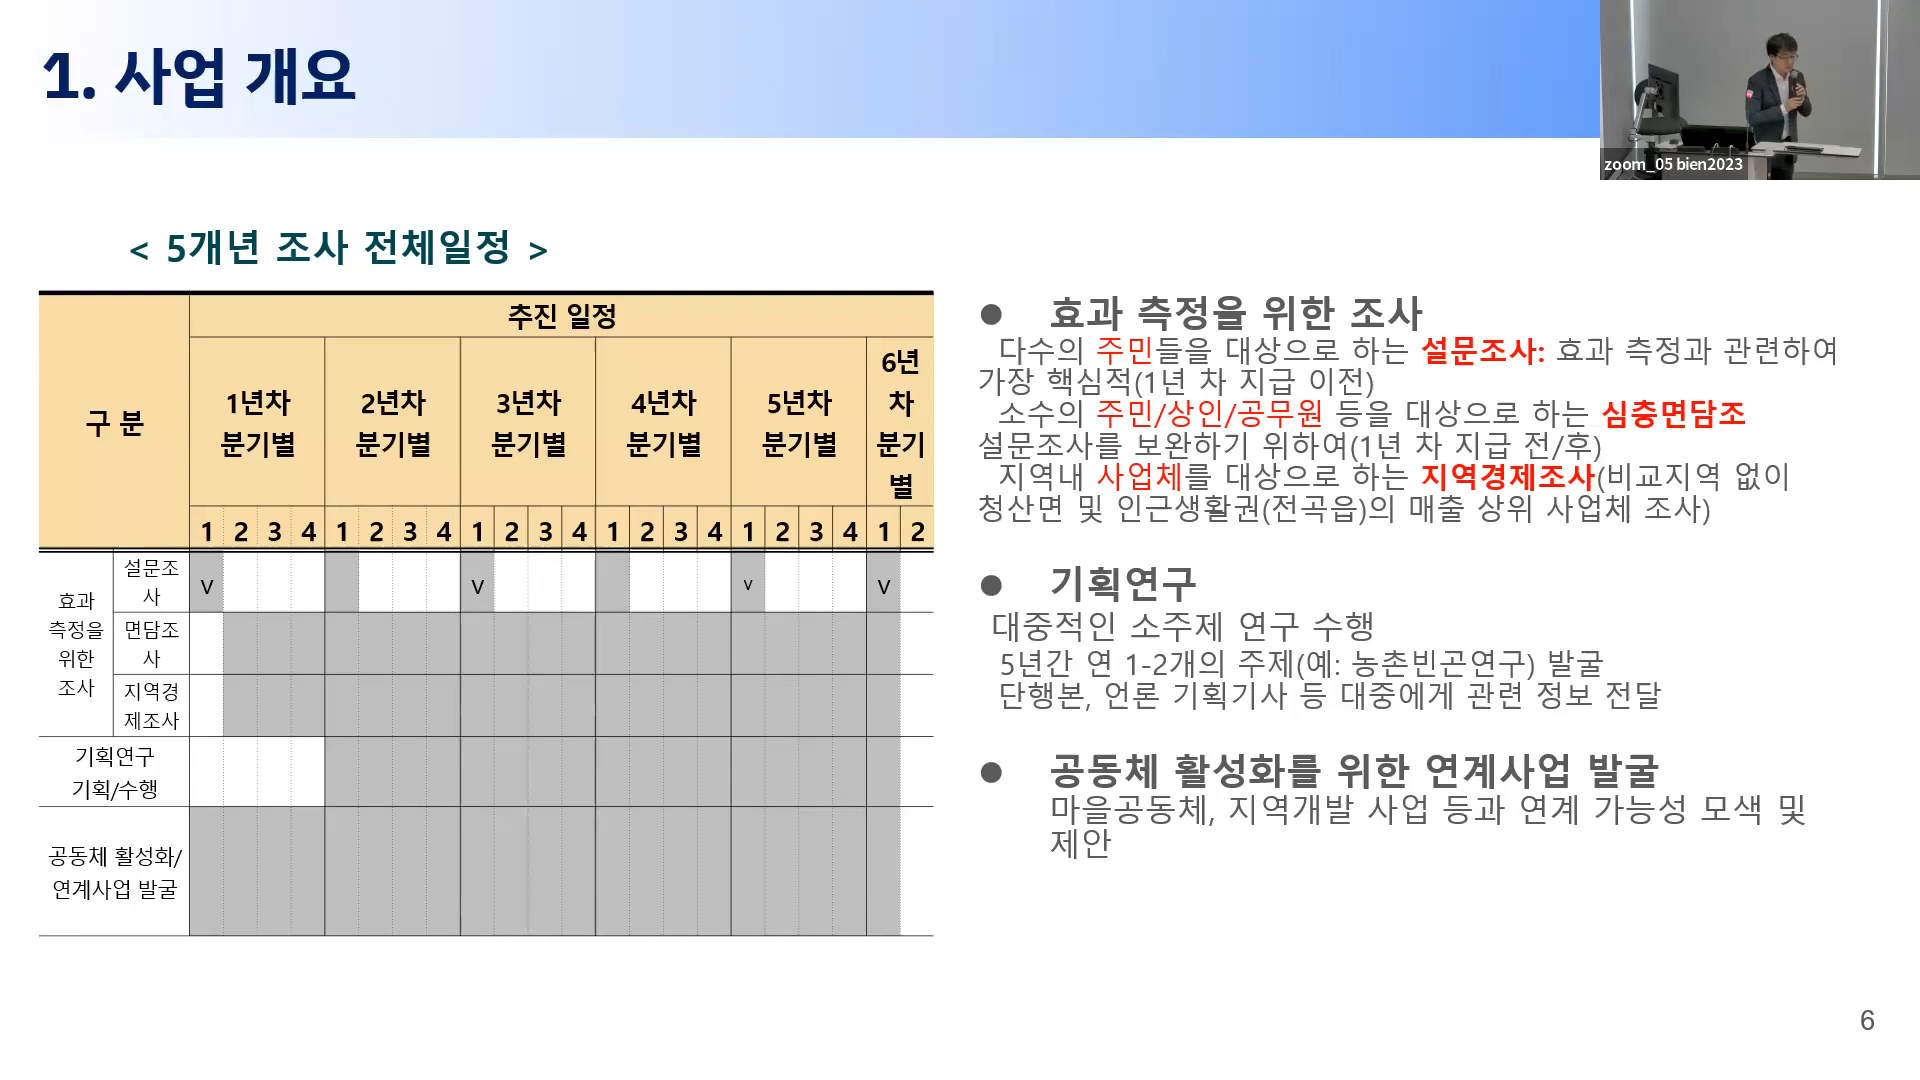 1. 사업 개요
zoom_05 bien2023
< 5개년 조사 전체일정 >
구 분
추진 일정
1년차
분기별
2년차
분기별
3년차
분기별
4년차
분기별
5년차
분기별
6년
차
분기
별
1 2 3 4 1 2 3 4 1 2 3 4 1 2 3 4 1 2 3 4 1 2
효과
측정을
위한
조사
설문조
사
V V V V
면담조
사
지역경
제조사
기획연구
기획/수행
공동체 활성화/
연계사업 발굴
● 효과 측정을 위한 조사
다수의 주민들을 대상으로 하는 설문조사: 효과 측정과 관련하여
가장 핵심적(1년 차 지급 이전)
소수의 주민/상인/공무원 등을 대상으로 하는 심층면담조
설문조사를 보완하기 위하여(1년 차 지급 전/후)
지역내 사업체를 대상으로 하는 지역경제조사(비교지역 없이
청산면 및 인근생활권(전곡읍)의 매출 상위 사업체 조사)
● 기획연구
대중적인 소주제 연구 수행
5년간 연 1-2개의 주제(예: 농촌빈곤연구) 발굴
단행본, 언론 기획기사 등 대중에게 관련 정보 전달
● 공동체 활성화를 위한 연계사업 발굴
마을공동체, 지역개발 사업 등과 연계 가능성 모색 및
제안
6